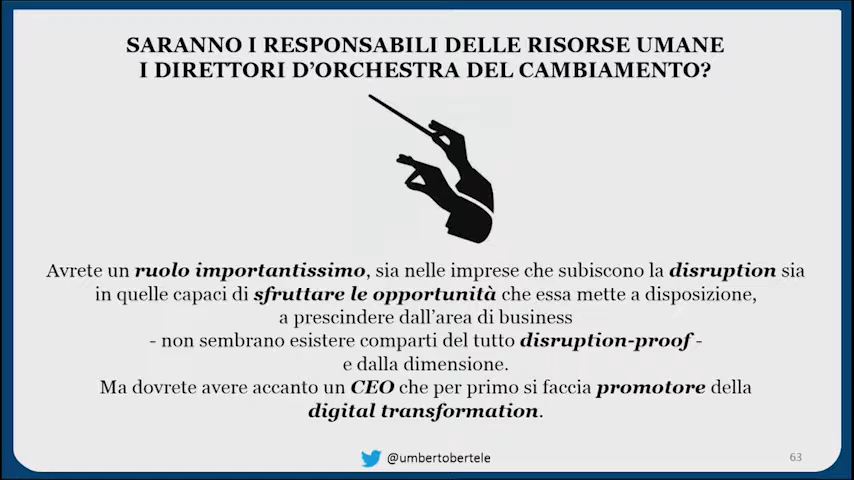 SARANNO I RESPONSABILI DELLE RISORSE UMANE
I DIRETTORI D'ORCHESTRA DEL CAMBIAMENTO?
Avrete un ruolo importantissimo, sia nelle imprese che subiscono la disruption sia
in quelle capaci di sfruttare le opportunità che essa mette a disposizione,
a prescindere dall'area di business
- non sembrano esistere comparti del tutto disruption-proof -
e dalla dimensione.
Ma dovrete avere accanto un CEO che per primo si faccia promotore della
digital transformation.
@umbertobertele
63